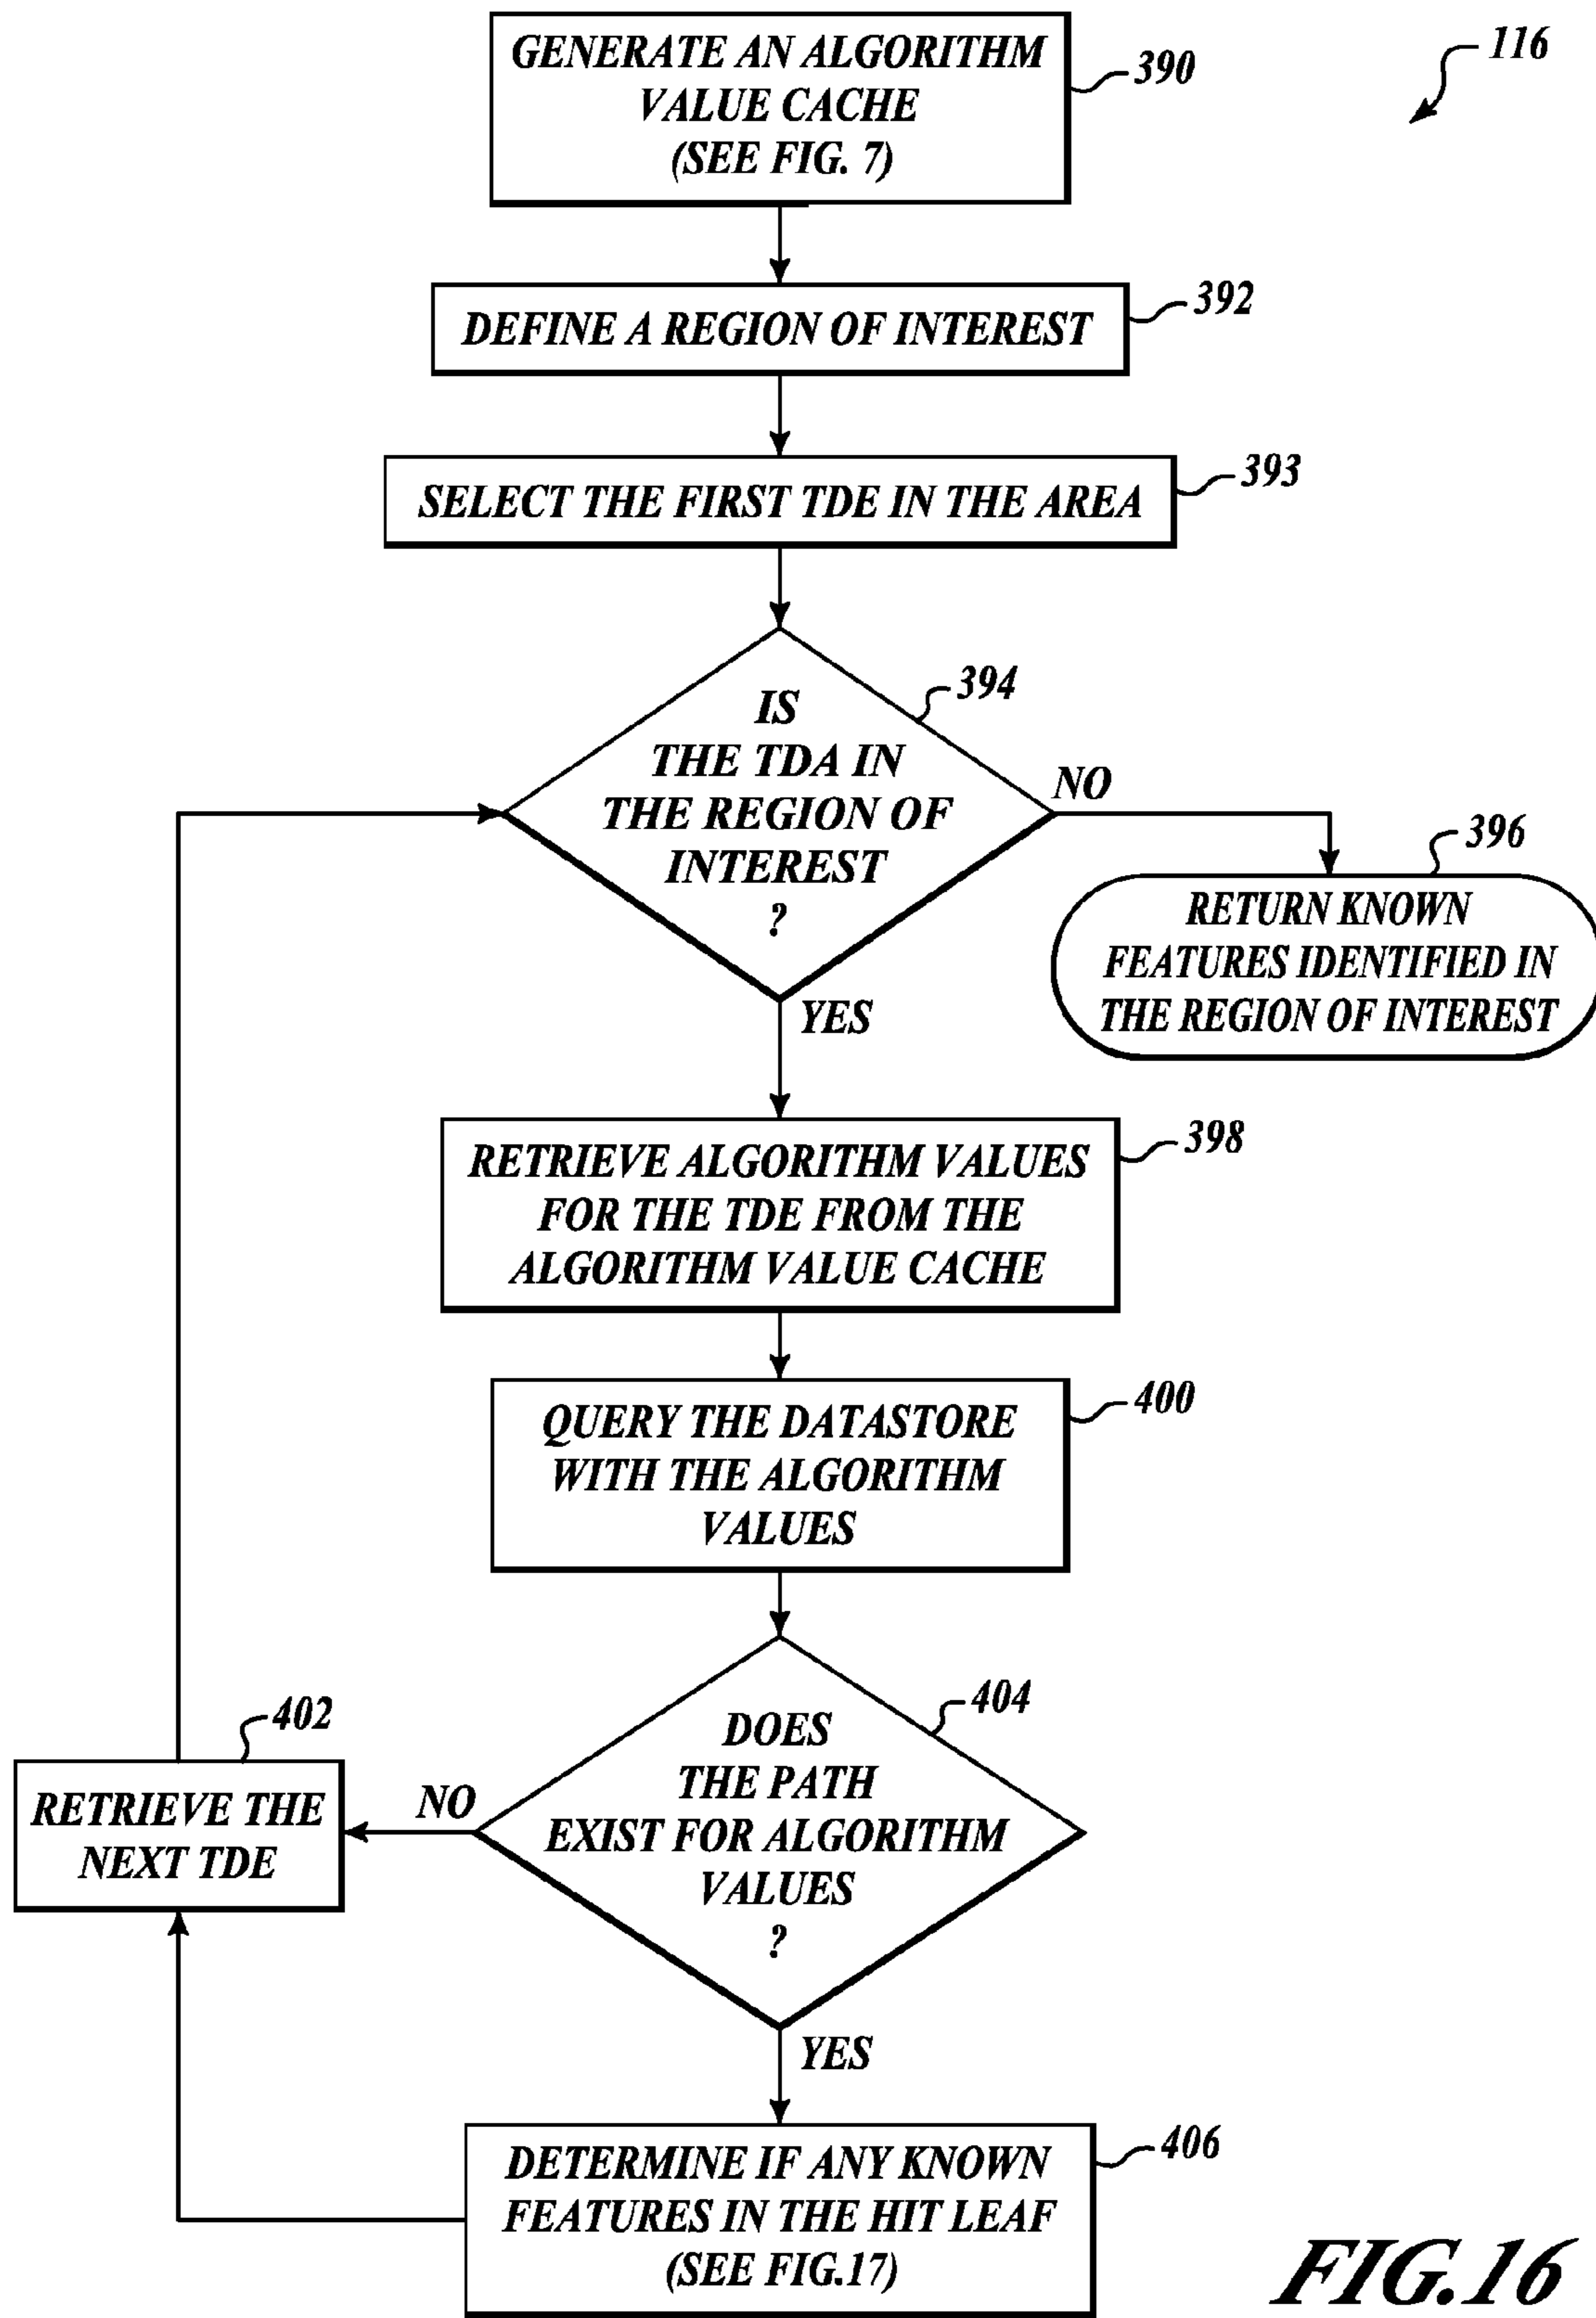 GENERATE AN ALGORITHM
VALUE CACHE
(SEE FIG. 7)
390
116
DEFINE A REGION OF INTEREST
392
SELECT THE FIRST TDE IN THE AREA
393
IS
THE TDA IN
THE REGION OF
INTEREST
?
394
NO
396
RETURN KNOWN
FEATURES IDENTIFIED IN
THE REGION OF INTEREST
YES
RETRIEVE ALGORITHM VALUES
FOR THE TDE FROM THE
ALGORITHM VALUE CACHE
398
QUERY THE DATASTORE
WITH THE ALGORITHM
VALUES
400
DOES
THE PATH
EXIST FOR ALGORITHM
VALUES
?
404
NO
402
RETRIEVE THE
NEXT TDE
YES
DETERMINE IF ANY KNOWN
FEATURES IN THE HIT LEAF
(SEE FIG.17)
406
FIG.16